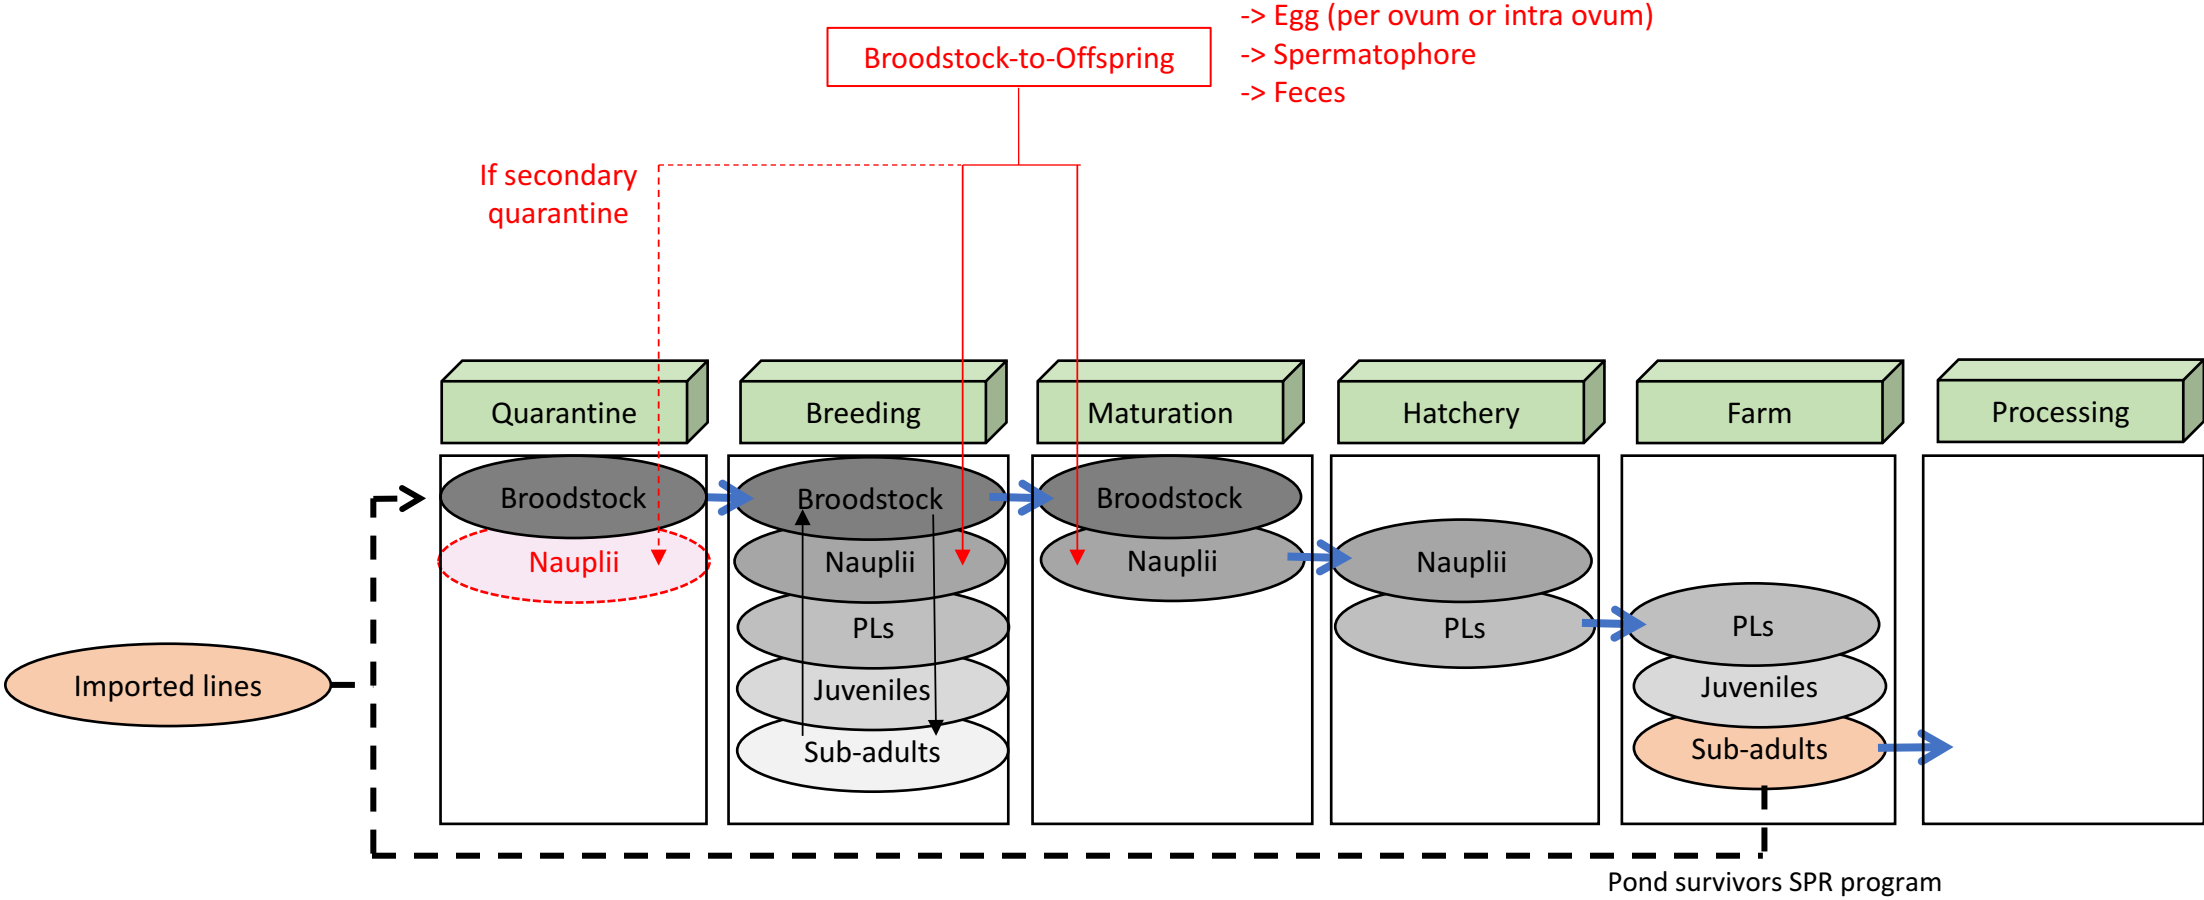 -> Egg (per ovum or intra ovum)
Broodstock-to-Offspring
-> Spermatophore
-> Feces
If secondary
quarantine
Quarantine
Breeding
Maturation
Hatchery
Farm
Processing
Broodstock
Broodstock
Broodstock
Nauplii
Nauplii
Nauplii
Nauplii
PLs
PLs
PLs
Imported lines
Juveniles
Juveniles
Sub-adults
Sub-adults
Pond survivors SPR program